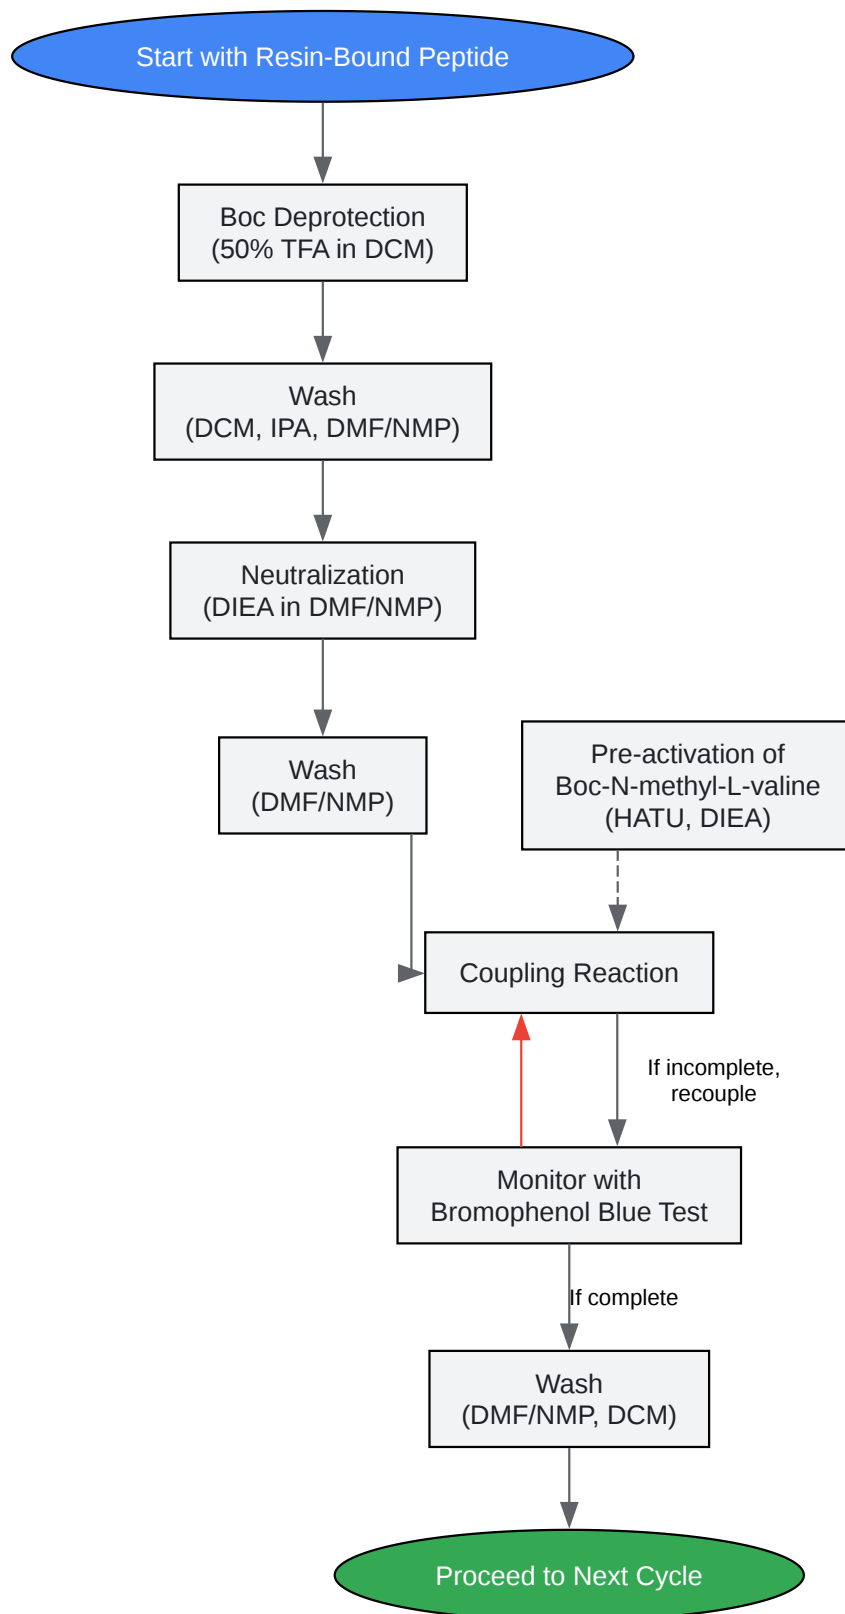 Start with Resin-Bound Peptide
Boc Deprotection
(50% TFA in DCM)
Wash
(DCM, IPA, DMF/NMP)
Neutralization
(DIEA in DMF/NMP)
Wash
(DMF/NMP)
Pre-activation of
Boc-N-methyl-L-valine
(HATU, DIEA)
Coupling Reaction
If incomplete,
recouple
Monitor with
Bromophenol Blue Test
If complete
Wash
(DMF/NMP, DCM)
Proceed to Next Cycle